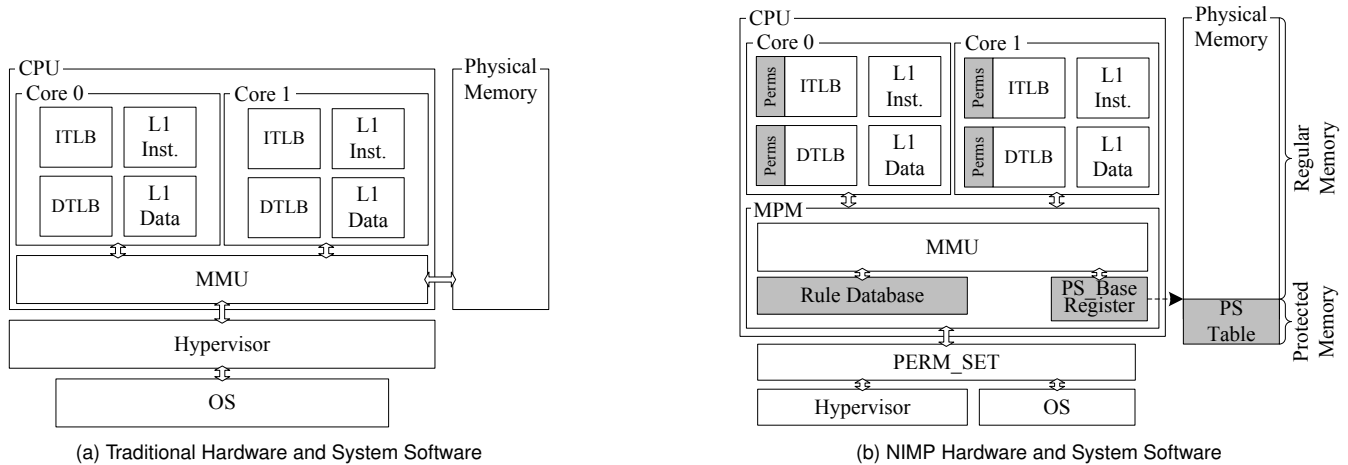 CPU
Core 0
Core 1
ITLB
L1
Inst.
ITLB
L1
Inst.
DTLB
L1
Data
DTLB
L1
Data
MMU
Physical
Memory
Hypervisor
OS
(a) Traditional Hardware and System Software
CPU
Core 0
Core 1
Perms
ITLB
L1
Inst.
Perms
ITLB
L1
Inst.
Perms
DTLB
L1
Data
Perms
DTLB
L1
Data
MPM
MMU
Rule Database
PS_Base
Register
Physical
Memory
PS
Table
Regular
Memory
Protected
Memory
PERM_SET
Hypervisor
OS
(b) NIMP Hardware and System Software